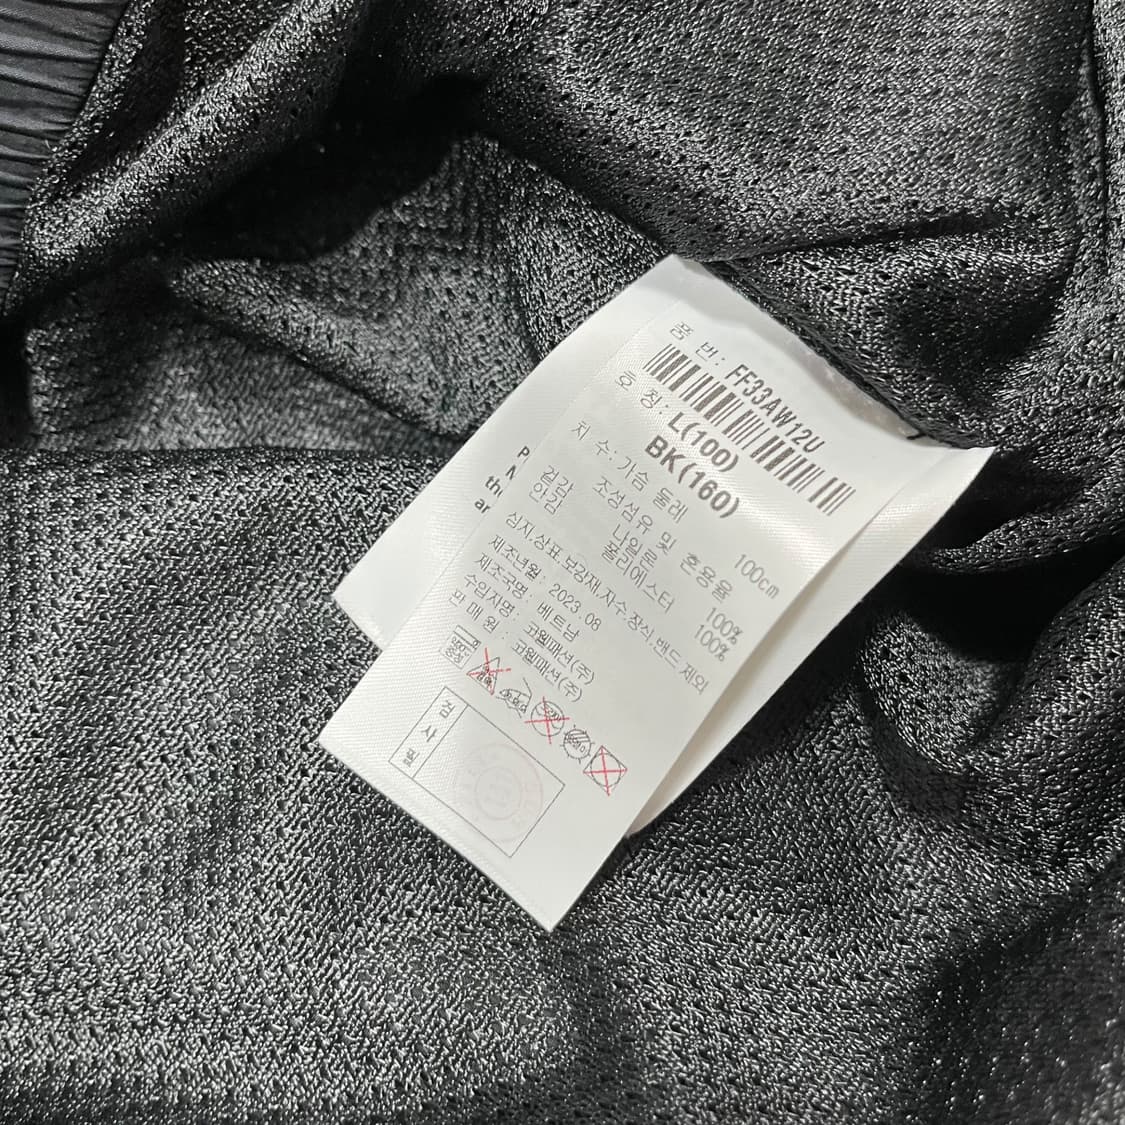 품 번: FF33AW12U
호 칭: L(100)
BK(160)
치 수: 가슴 둘레 100cm
조성섬유 및 혼용율
겉감 나일론 100%
안감 폴리에스터 100%
심지,상표,보강재,자수,장식,밴드 제외
제조년월: 2023.08
제조국명: 베트남
수입자명: 코웰패션(주)
판 매 원 : 코웰패션(주)
검 사 필